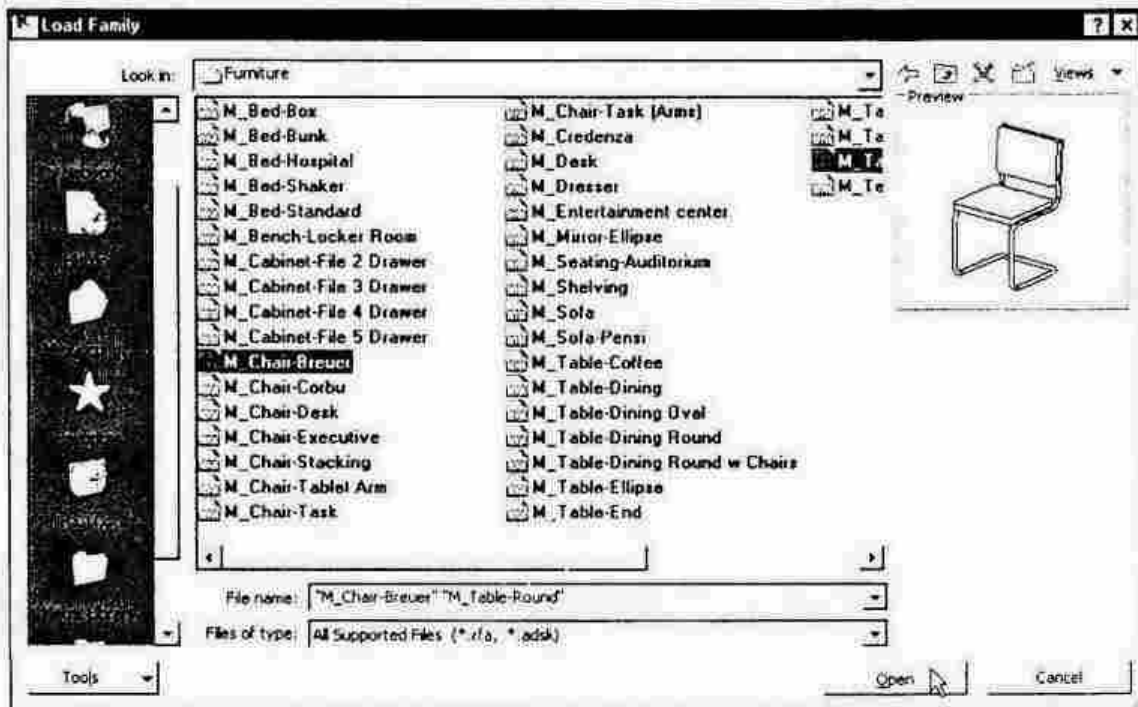 Load Family
Look in: Furniture
Views
Preview
M_Bed-Box
M_Bed-Bunk
M_Bed-Hospital
M_Bed-Shaker
M_Bed-Standard
M_Bench-Locker Room
M_Cabinet-File 2 Drawer
M_Cabinet-File 3 Drawer
M_Cabinet-File 4 Drawer
M_Cabinet-File 5 Drawer
M_Chair-Breuer
M_Chair-Corbu
M_Chair-Desk
M_Chair-Executive
M_Chair-Stacking
M_Chair-Tablet Arm
M_Chair-Task
M_Chair-Task (Arms)
M_Credenza
M_Desk
M_Dresser
M_Entertainment center
M_Mirror-Ellipse
M_Seating-Auditorium
M_Shelving
M_Sofa
M_Sofa-Pensi
M_Table-Coffee
M_Table-Dining
M_Table-Dining Oval
M_Table-Dining Round
M_Table-Dining Round w Chairs
M_Table-Ellipse
M_Table-End
M_Ta
M_Ta
M_Ta
M_Te
File name: "M_Chair-Breuer" "M_Table-Round"
Files of type: All Supported Files (*.rfa, *.adsk)
Tools
Open
Cancel